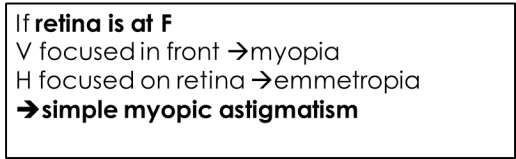 If retina is at F
V focused in front →myopia
H focused on retina →emmetropia
→simple myopic astigmatism